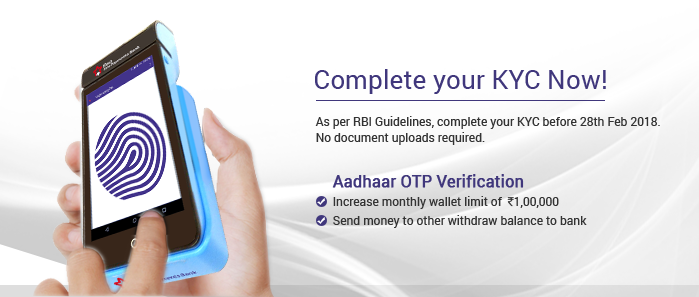 Complete your KYC Now!
As per RBI Guidelines, complete your KYC before 28th Feb 2018.
No document uploads required.
Aadhaar OTP Verification
Increase monthly wallet limit of ₹1,00,000
Send money to other withdraw balance to bank